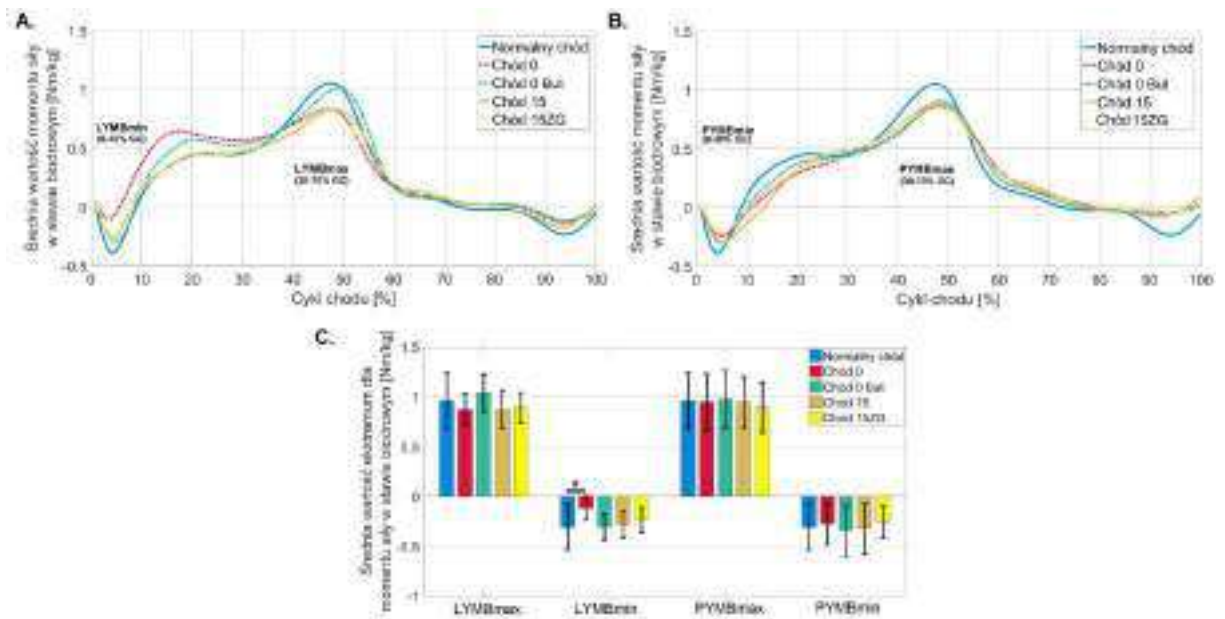 A.
Średnia wartość momentu siły
w stawie biodrowym [Nm/kg]
1.5
1
0.5
0
-0.5
LYMBmin
LYMBmax
Normalny chód
Chód 0
Chód 0 But
Chód 15
Chód 15ZG
0 10 20 30 40 50 60 70 80 90 100
Cykl chodu [%]
B.
Średnia wartość momentu siły
w stawie biodrowym [Nm/kg]
1.5
1
0.5
0
-0.5
PYMBmin
PYMBmax
Normalny chód
Chód 0
Chód 0 But
Chód 15
Chód 15ZG
0 10 20 30 40 50 60 70 80 90 100
Cykl chodu [%]
C.
Średnia wartość ekstremum dla
momentu siły w stawie biodrowym [Nm/kg]
1.5
1
0.5
0
-0.5
-1
Normalny chód
Chód 0
Chód 0 But
Chód 15
Chód 15ZG
LYMBmax LYMBmin PYMBmax PYMBmin